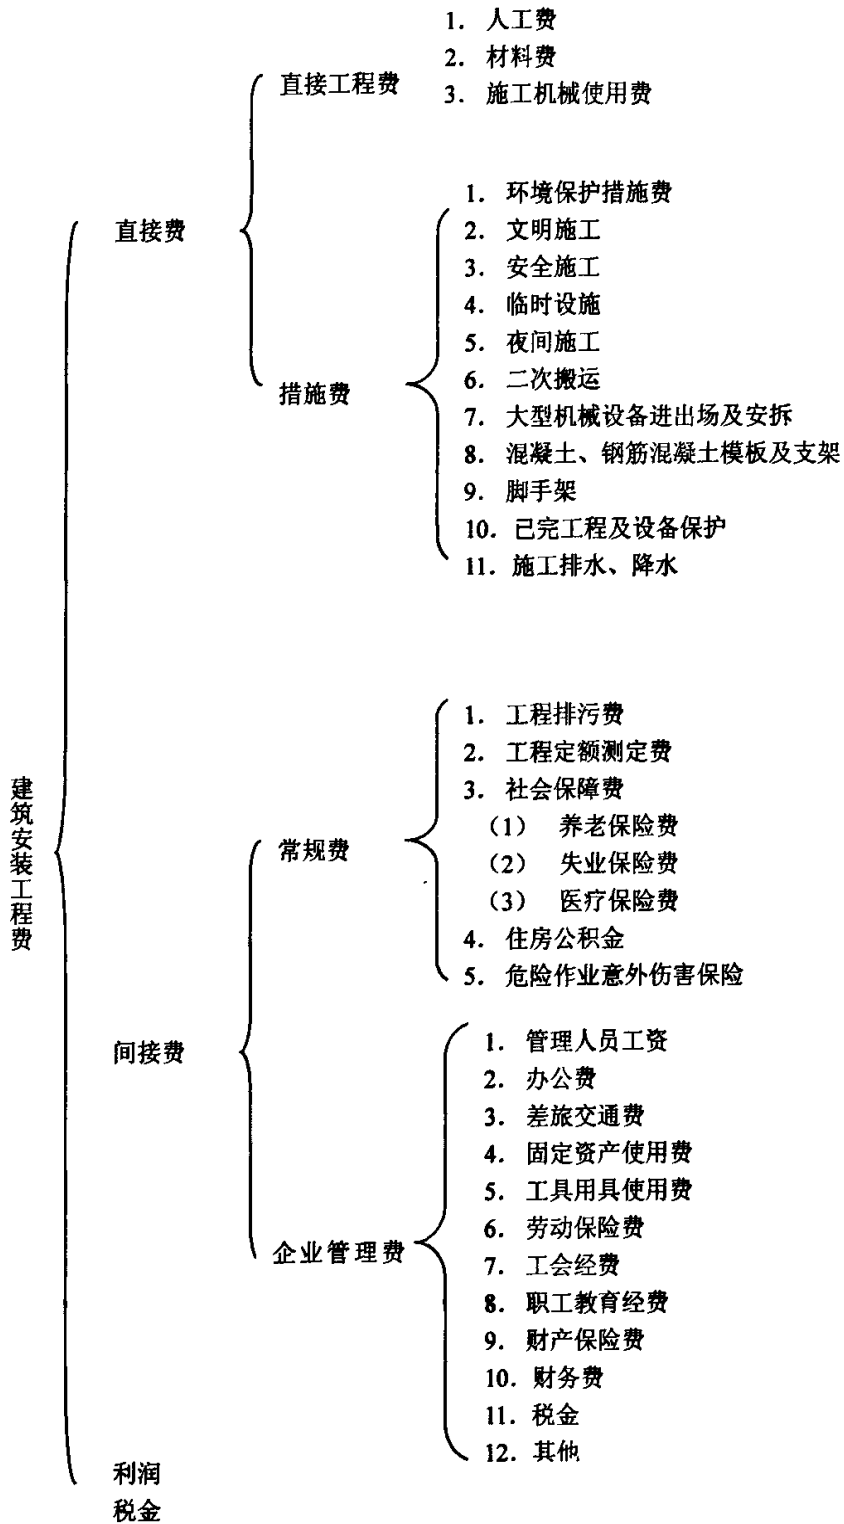 建筑安装工程费
直接费
直接工程费
1. 人工费
2. 材料费
3. 施工机械使用费
措施费
1. 环境保护措施费
2. 文明施工
3. 安全施工
4. 临时设施
5. 夜间施工
6. 二次搬运
7. 大型机械设备进出场及安拆
8. 混凝土、钢筋混凝土模板及支架
9. 脚手架
10. 已完工程及设备保护
11. 施工排水、降水
间接费
常规费
1. 工程排污费
2. 工程定额测定费
3. 社会保障费
（1） 养老保险费
（2） 失业保险费
（3） 医疗保险费
4. 住房公积金
5. 危险作业意外伤害保险
企业管理费
1. 管理人员工资
2. 办公费
3. 差旅交通费
4. 固定资产使用费
5. 工具用具使用费
6. 劳动保险费
7. 工会经费
8. 职工教育经费
9. 财产保险费
10. 财务费
11. 税金
12. 其他
利润
税金